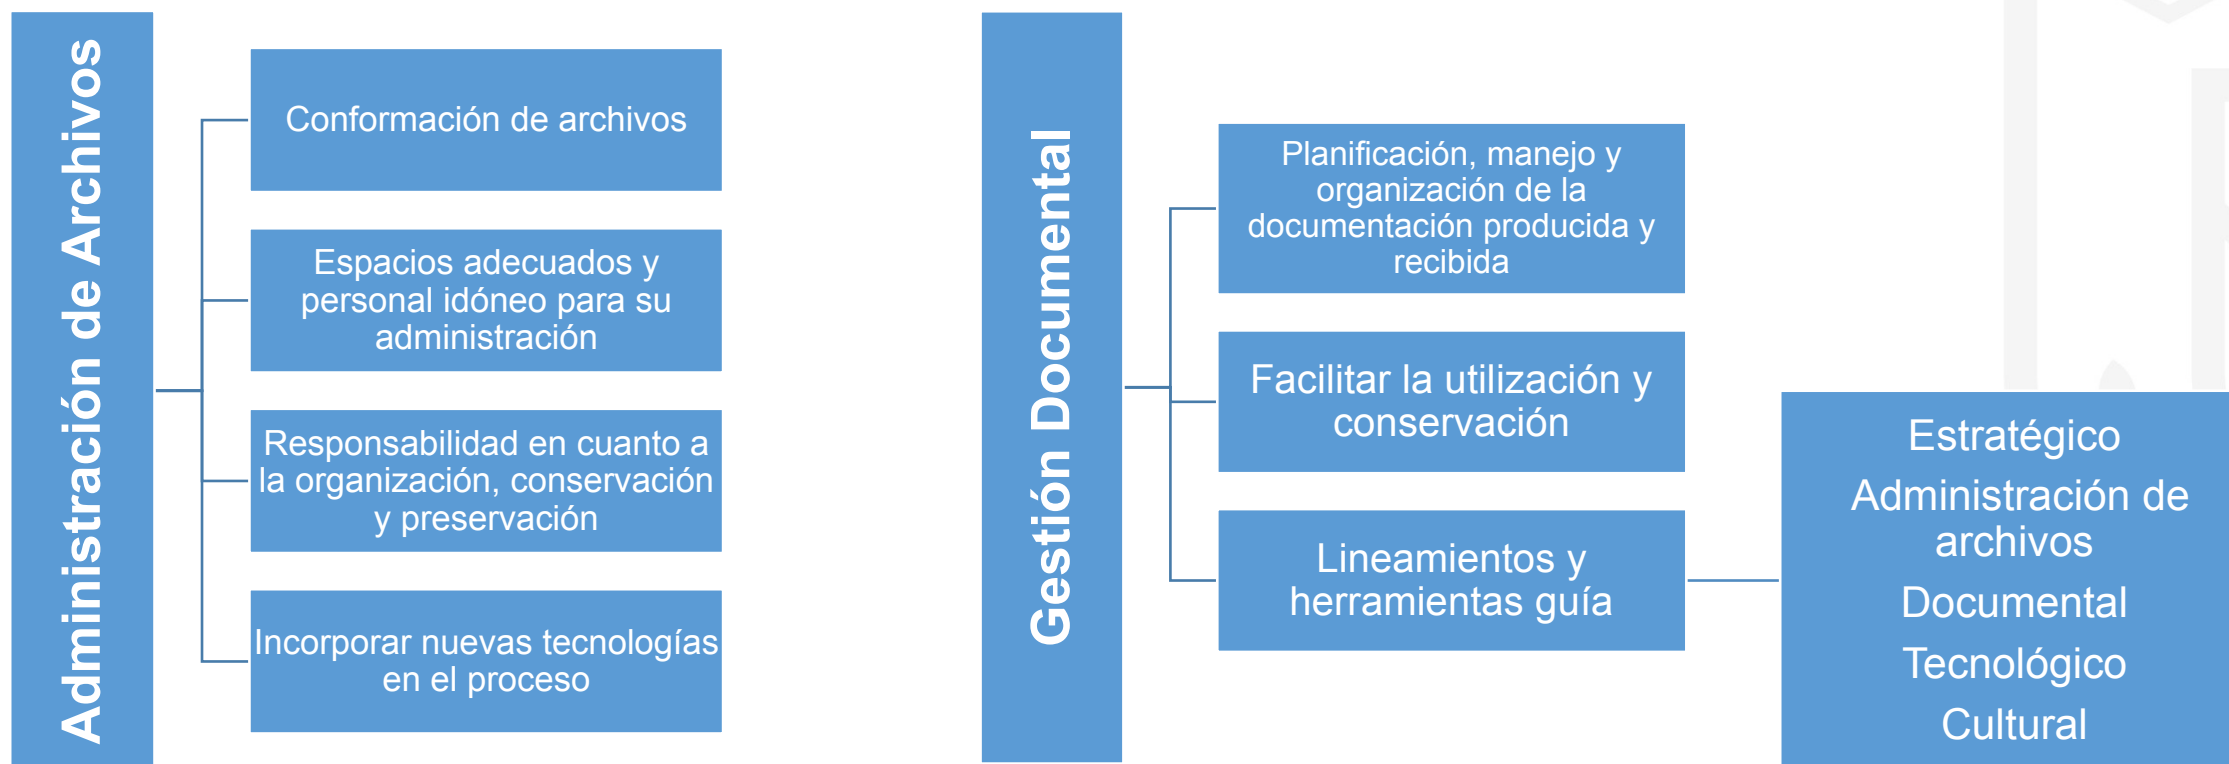 Administración de Archivos
Conformación de archivos
Espacios adecuados y
personal idóneo para su
administración
Responsabilidad en cuanto a
la organización, conservación
y preservación
Incorporar nuevas tecnologías
en el proceso
Gestión Documental
Planificación, manejo y
organización de la
documentación producida y
recibida
Facilitar la utilización y
conservación
Lineamientos y
herramientas guía
Estratégico
Administración de
archivos
Documental
Tecnológico
Cultural